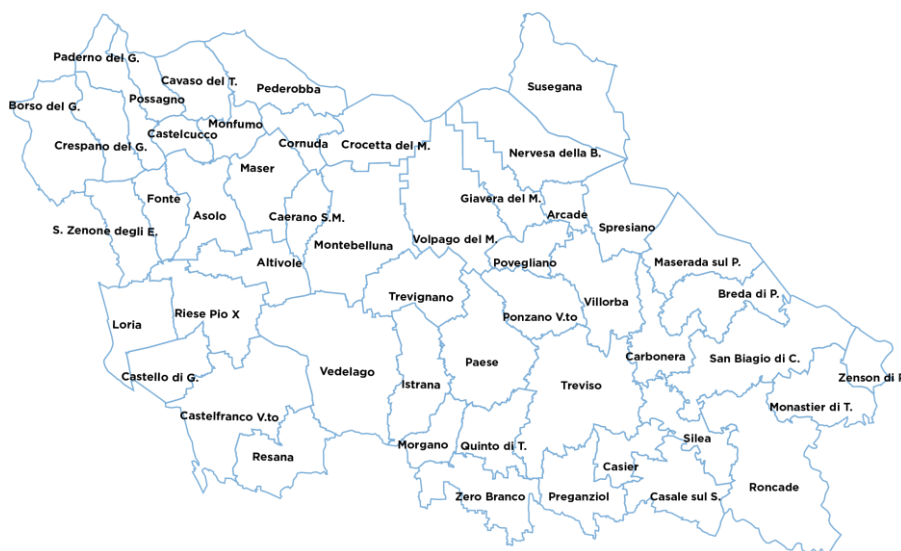 Paderno del G.
Cavaso del T.
Pederobba
Susegana
Borso del G.
Possagno
Castelcucco
Monfumo
Crespano del G.
Cornuda
Crocetta del M.
Nervesa della B.
Maser
Fonte
Asolo
Caerano S.M.
Giavera del M.
Arcade
S. Zenone degli E.
Montebelluna
Volpago del M.
Spresiano
Altivole
Povegliano
Maserada sul P.
Trevignano
Villorba
Breda di P.
Loria
Riese Pio X
Ponzano V.to
Castello di G.
Vedelago
Istrana
Paese
Treviso
Carbonera
San Biagio di C.
Zenson di P
Castelfranco V.to
Monastier di T.
Resana
Morgano
Quinto di T.
Silea
Casier
Zero Branco
Preganziol
Casale sul S.
Roncade